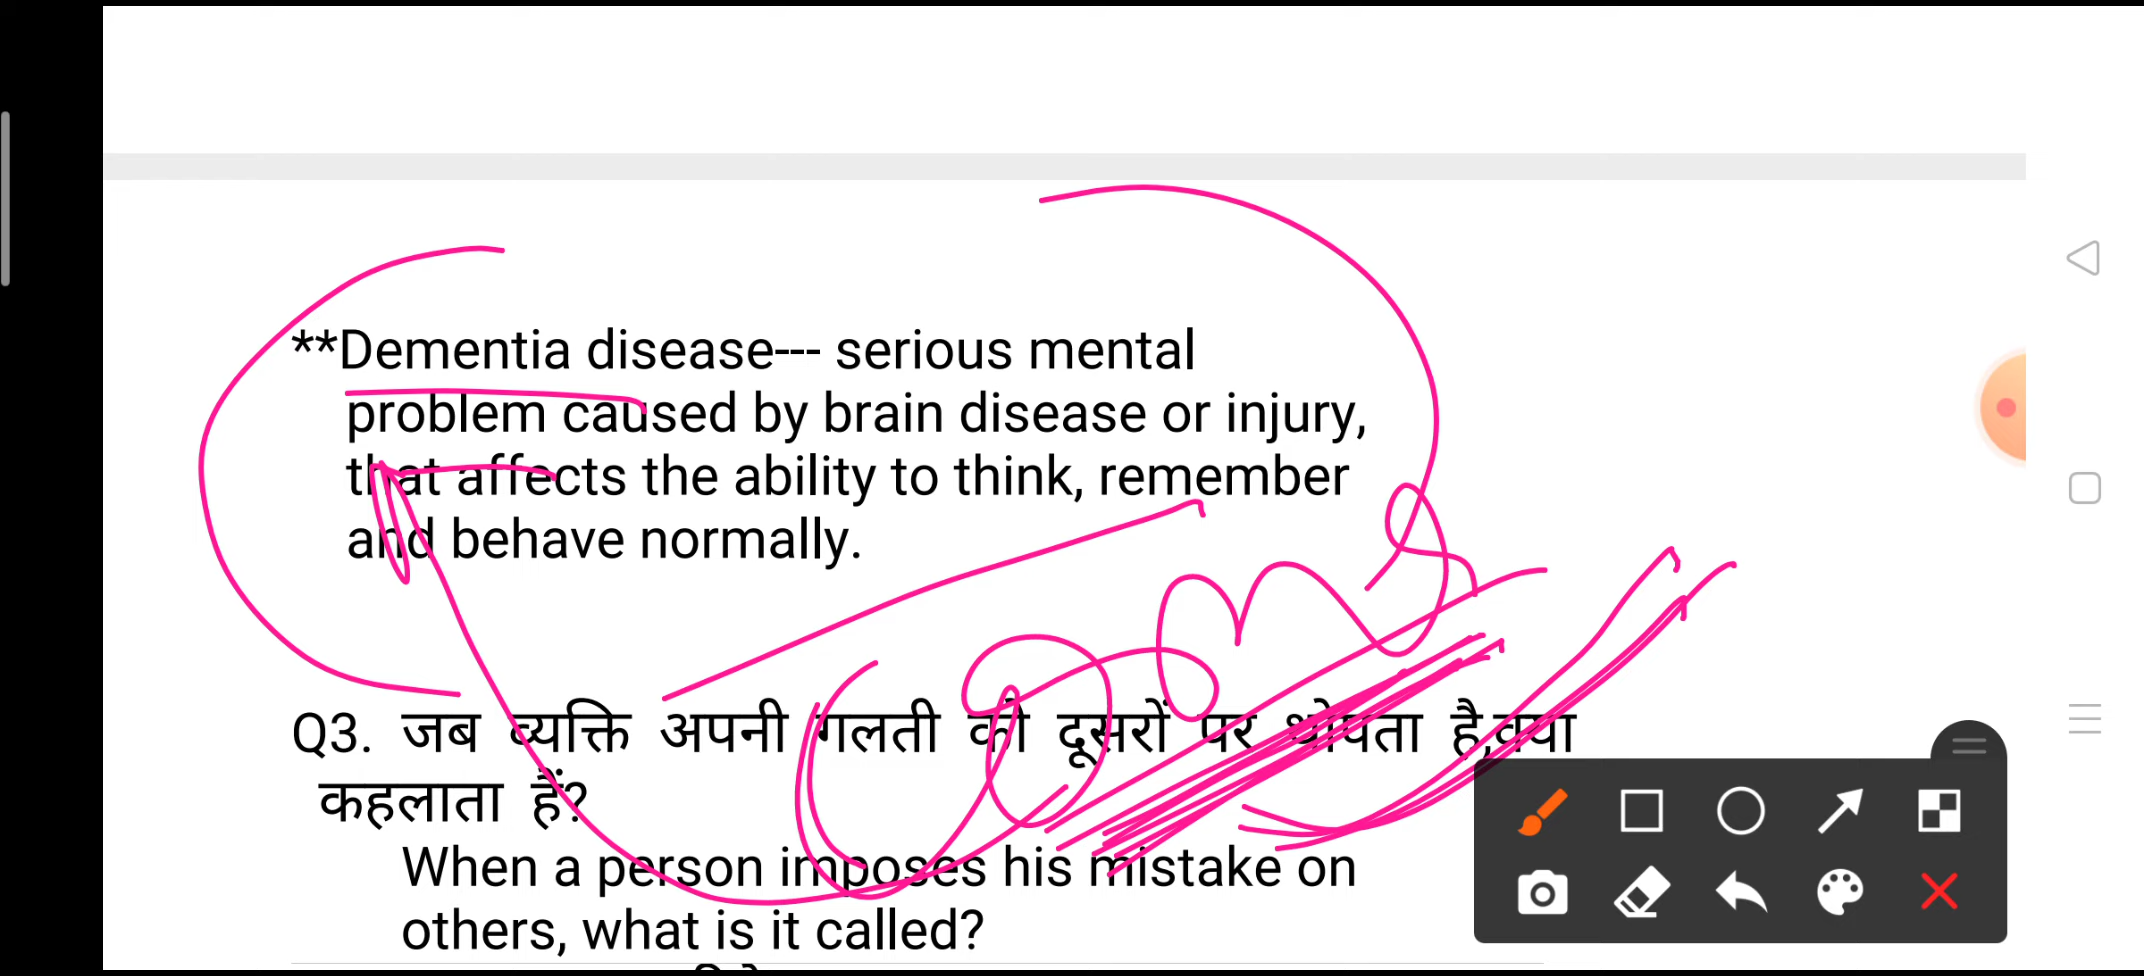 **Dementia disease--- serious mental
problem caused by brain disease or injury,
that affects the ability to think, remember
and behave normally.
Q3. जब व्यक्ति अपनी गलती को दूसरों पर थोपता है,क्या
कहलाता हैं?
When a person imposes his mistake on
others, what is it called?